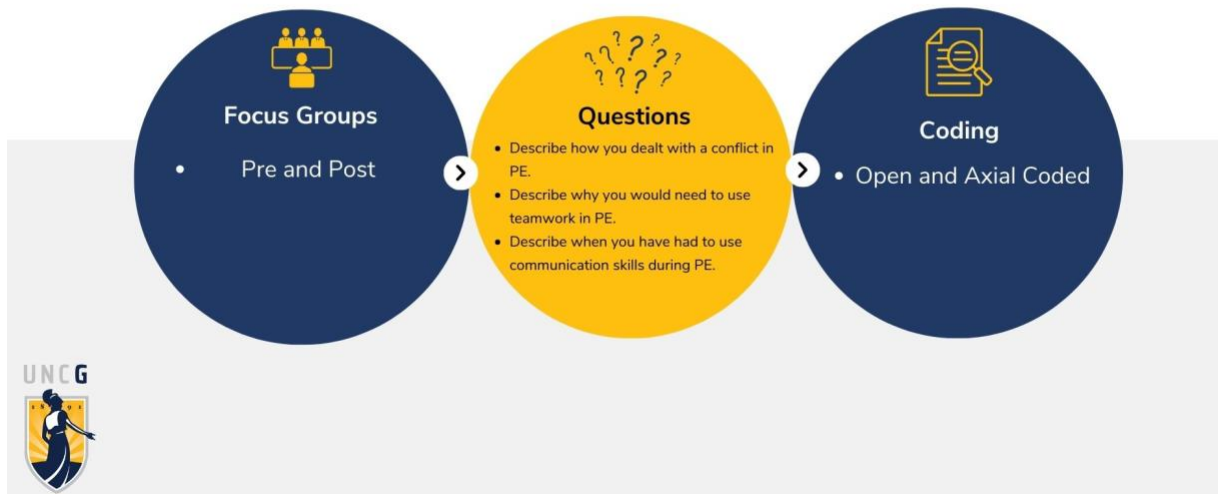 Focus Groups
• Pre and Post
? ? ? ? ? ? ? ? ? ?
Questions
• Describe how you dealt with a conflict in
PE.
• Describe why you would need to use
teamwork in PE.
• Describe when you have had to use
communication skills during PE.
Coding
• Open and Axial Coded
UNCG